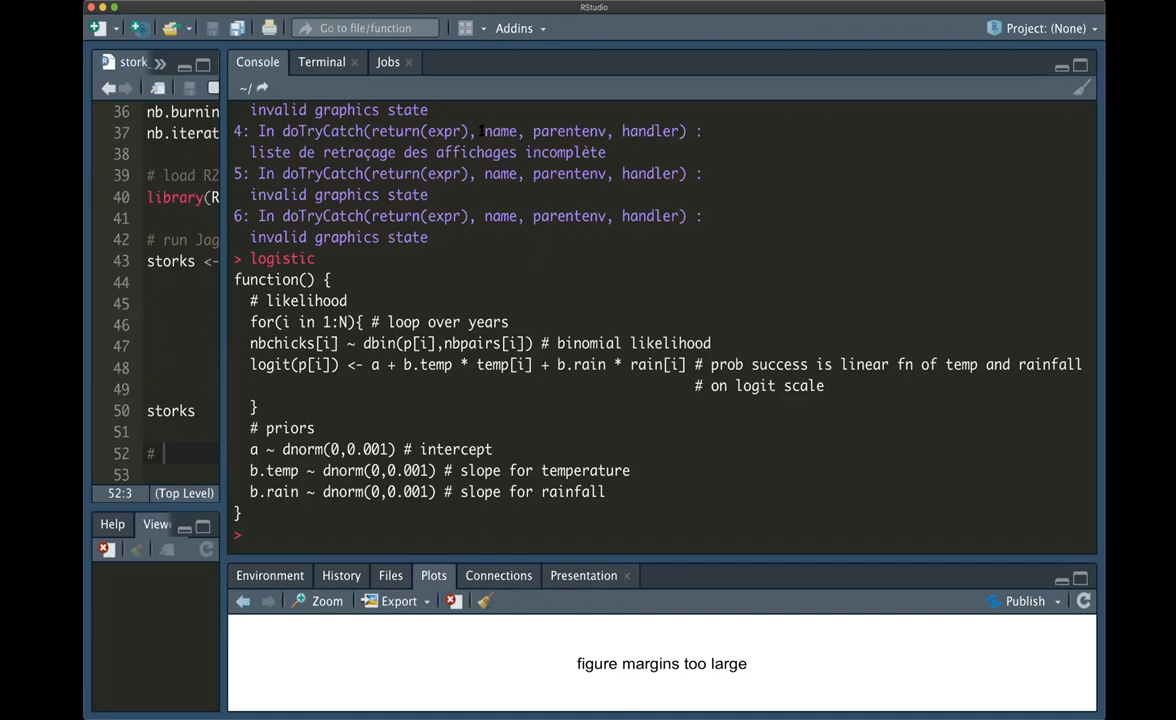 RStudio
Go to file/function
Addins
Project: (None)
stork
36 nb.burnin
37 nb.iterat
38
39 # load R2
40 library(R
41
42 # run Jag
43 storks <-
44
45
46
47
48
49
50 storks
51
52 #
53
52:3 (Top Level)
Help Viewe
Console Terminal Jobs
~/
invalid graphics state
4: In doTryCatch(return(expr), name, parentenv, handler) :
liste de retraçage des affichages incomplète
5: In doTryCatch(return(expr), name, parentenv, handler) :
invalid graphics state
6: In doTryCatch(return(expr), name, parentenv, handler) :
invalid graphics state
> logistic
function() {
# likelihood
for(i in 1:N){ # loop over years
nbchicks[i] ~ dbin(p[i],nbpairs[i]) # binomial likelihood
logit(p[i]) <- a + b.temp * temp[i] + b.rain * rain[i] # prob success is linear fn of temp and rainfall
# on logit scale
}
# priors
a ~ dnorm(0,0.001) # intercept
b.temp ~ dnorm(0,0.001) # slope for temperature
b.rain ~ dnorm(0,0.001) # slope for rainfall
}
>
Environment History Files Plots Connections Presentation
Zoom Export Publish
figure margins too large